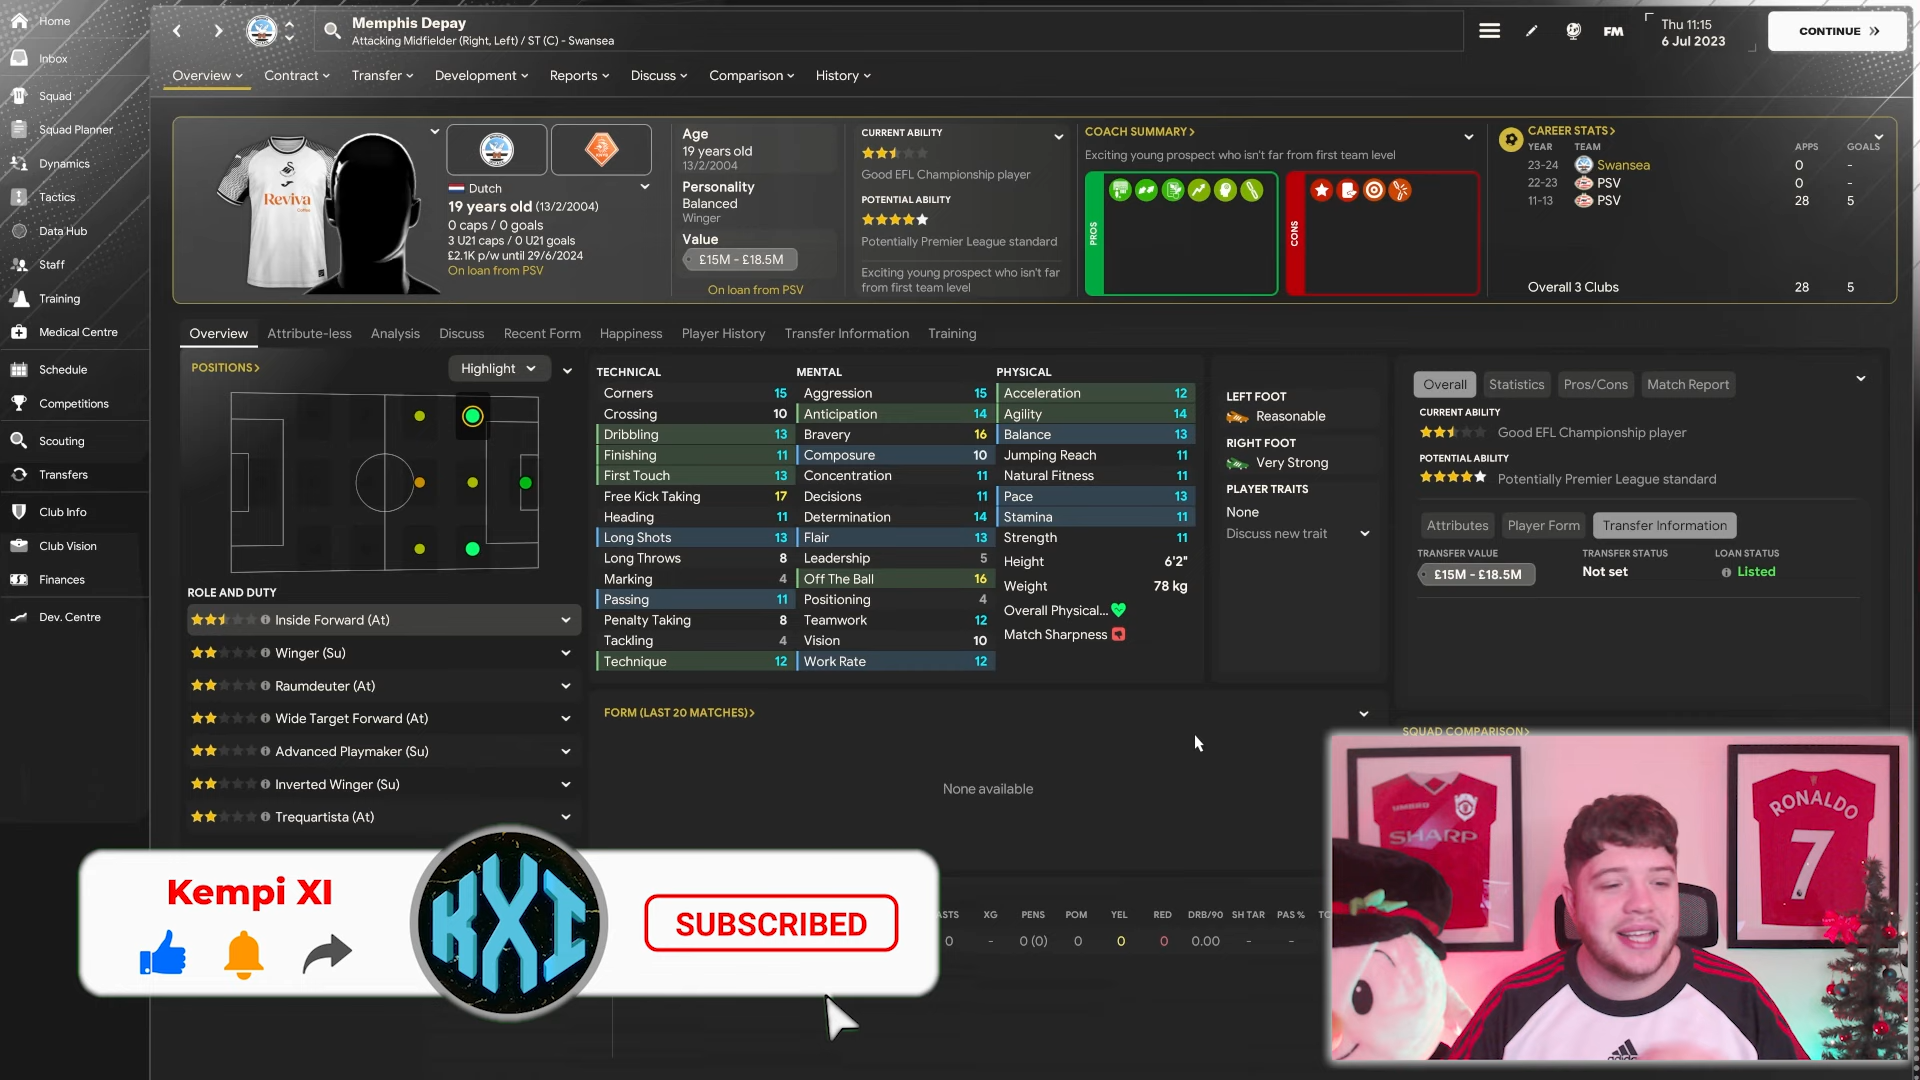 Home
Inbox
Squad
Squad Planner
Dynamics
Tactics
Data Hub
Staff
Training
Medical Centre
Schedule
Competitions
Scouting
Transfers
Club Info
Club Vision
Finances
Dev. Centre
Memphis Depay
Attacking Midfielder (Right, Left) / ST (C) - Swansea
FM
Thu 11:15
6 Jul 2023
CONTINUE
Overview Contract Transfer Development Reports Discuss Comparison History
Reviva
Coffee
Dutch
19 years old (13/2/2004)
0 caps / 0 goals
3 U21 caps / 0 U21 goals
£2.1K p/w until 29/6/2024
On loan from PSV
Age
19 years old
13/2/2004
Personality
Balanced
Winger
Value
£15M - £18.5M
On loan from PSV
CURRENT ABILITY
Good EFL Championship player
POTENTIAL ABILITY
Potentially Premier League standard
Exciting young prospect who isn't far
from first team level
COACH SUMMARY>
Exciting young prospect who isn't far from first team level
PROS
CONS
CAREER STATS>
YEAR TEAM APPS GOALS
23-24 Swansea 0 -
22-23 PSV 0 -
11-13 PSV 28 5
Overall 3 Clubs 28 5
Overview Attribute-less Analysis Discuss Recent Form Happiness Player History Transfer Information Training
POSITIONS>
Highlight
ROLE AND DUTY
Inside Forward (At)
Winger (Su)
Raumdeuter (At)
Wide Target Forward (At)
Advanced Playmaker (Su)
Inverted Winger (Su)
Trequartista (At)
TECHNICAL
Corners 15
Crossing 10
Dribbling 13
Finishing 11
First Touch 13
Free Kick Taking 17
Heading 11
Long Shots 13
Long Throws 8
Marking 4
Passing 11
Penalty Taking 8
Tackling 4
Technique 12
MENTAL
Aggression 15
Anticipation 14
Bravery 16
Composure 10
Concentration 11
Decisions 11
Determination 14
Flair 13
Leadership 5
Off The Ball 16
Positioning 4
Teamwork 12
Vision 10
Work Rate 12
PHYSICAL
Acceleration 12
Agility 14
Balance 13
Jumping Reach 11
Natural Fitness 11
Pace 13
Stamina 11
Strength 11
Height 6'2"
Weight 78 kg
Overall Physical...
Match Sharpness
LEFT FOOT
Reasonable
RIGHT FOOT
Very Strong
PLAYER TRAITS
None
Discuss new trait
Overall Statistics Pros/Cons Match Report
CURRENT ABILITY
Good EFL Championship player
POTENTIAL ABILITY
Potentially Premier League standard
Attributes Player Form Transfer Information
TRANSFER VALUE TRANSFER STATUS LOAN STATUS
£15M - £18.5M Not set Listed
FORM (LAST 20 MATCHES)>
None available
SQUAD COMPARISON>
ASTS XG PENS POM YEL RED DRB/90 SH TAR PAS %
0 - 0 (0) 0 0 0 0.00 - -
Kempi XI
KXI
SUBSCRIBED
UMBRO
SHARP
RONALDO
7
adidas